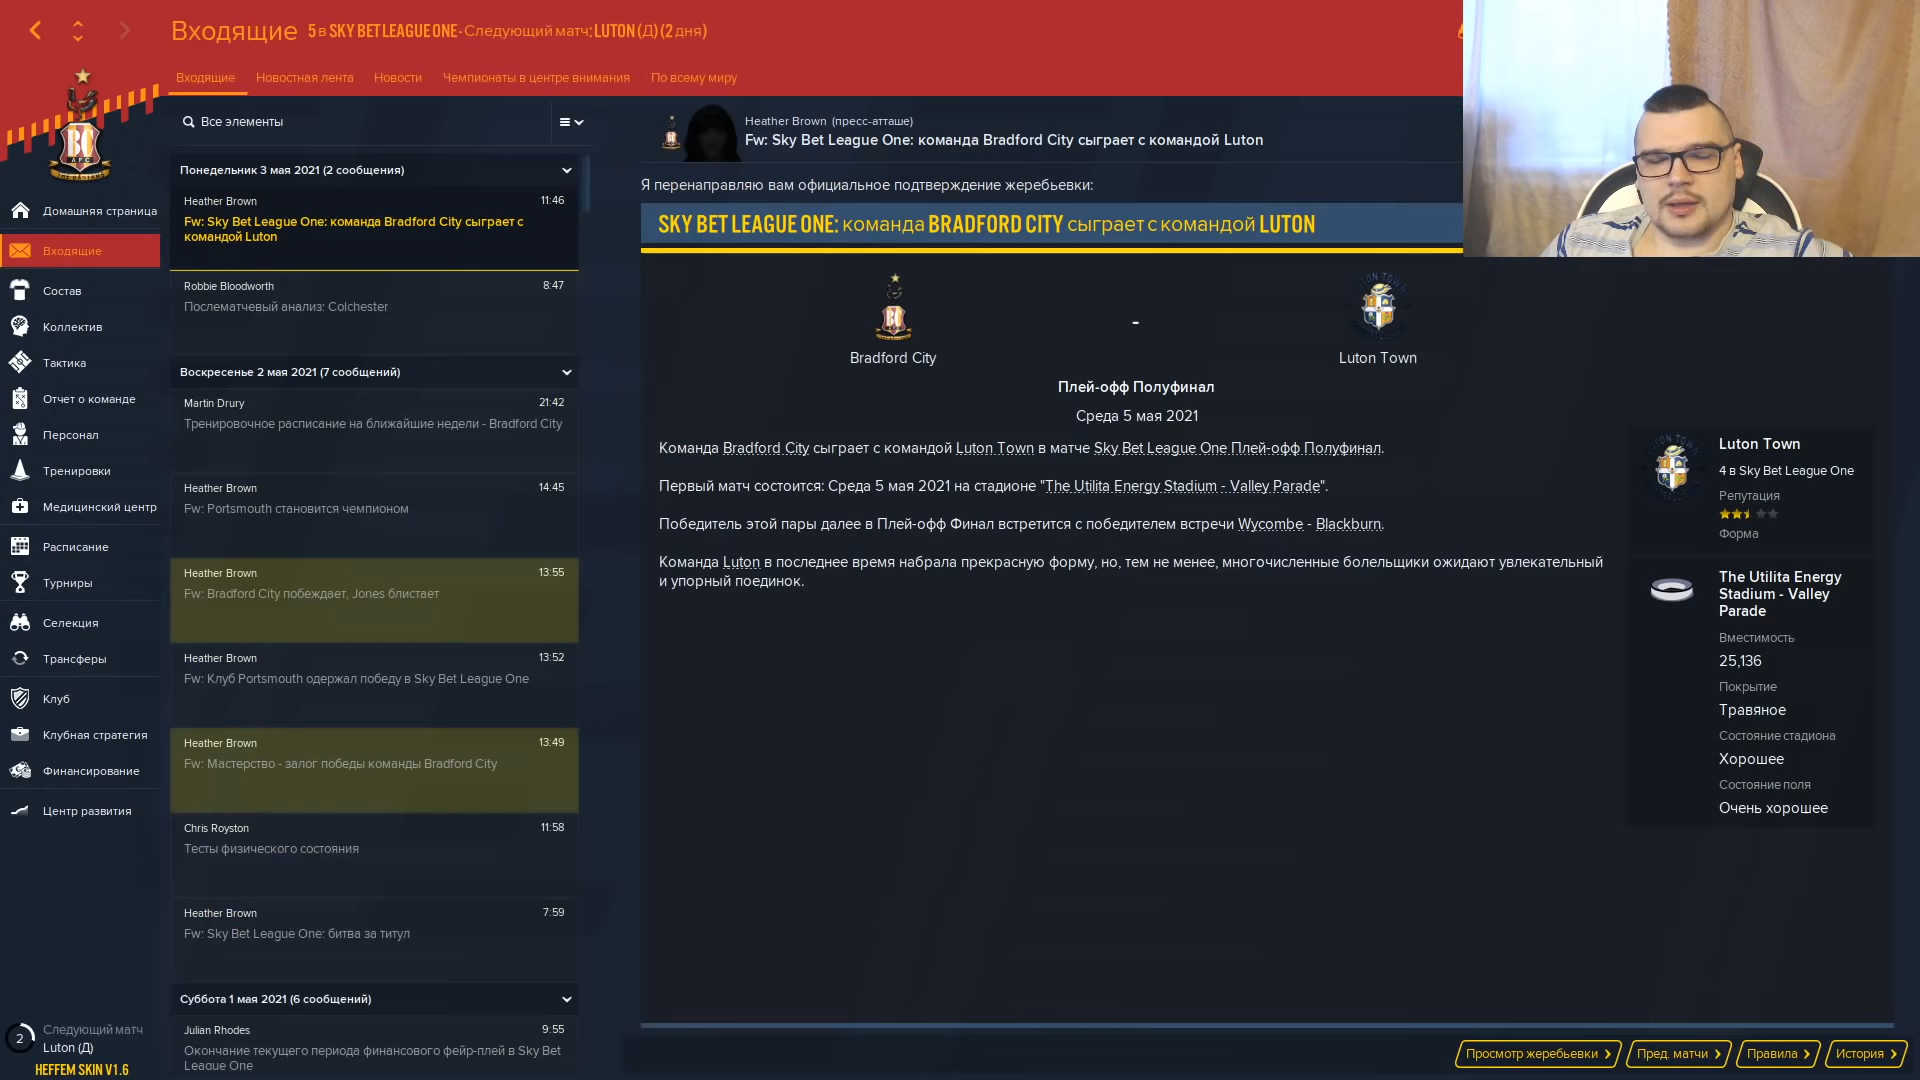 Входящие
5 в SKY BET LEAGUE ONE - Следующий матч: LUTON (Д) (2 дня)
Входящие
Новостная лента
Новости
Чемпионаты в центре внимания
По всему миру
Домашняя страница
Входящие
Состав
Коллектив
Тактика
Отчет о команде
Персонал
Тренировки
Медицинский центр
Расписание
Турниры
Селекция
Трансферы
Клуб
Клубная стратегия
Финансирование
Центр развития
2
Следующий матч
Luton (Д)
HEFFEM SKIN V1.6
Все элементы
Понедельник 3 мая 2021 (2 сообщения)
Heather Brown 11:46
Fw: Sky Bet League One: команда Bradford City сыграет с
командой Luton
Robbie Bloodworth 8:47
Послематчевый анализ: Colchester
Воскресенье 2 мая 2021 (7 сообщений)
Martin Drury 21:42
Тренировочное расписание на ближайшие недели - Bradford City
Heather Brown 14:45
Fw: Portsmouth становится чемпионом
Heather Brown 13:55
Fw: Bradford City побеждает, Jones блистает
Heather Brown 13:52
Fw: Клуб Portsmouth одержал победу в Sky Bet League One
Heather Brown 13:49
Fw: Мастерство - залог победы команды Bradford City
Chris Royston 11:58
Тесты физического состояния
Heather Brown 7:59
Fw: Sky Bet League One: битва за титул
Суббота 1 мая 2021 (6 сообщений)
Julian Rhodes 9:55
Окончание текущего периода финансового фейр-плей в Sky Bet
League One
Heather Brown (пресс-атташе)
Fw: Sky Bet League One: команда Bradford City сыграет с командой Luton
Я перенаправляю вам официальное подтверждение жеребьевки:
SKY BET LEAGUE ONE: команда BRADFORD CITY сыграет с командой LUTON
-
Bradford City
Luton Town
Плей-офф Полуфинал
Среда 5 мая 2021
Команда Bradford City сыграет с командой Luton Town в матче Sky Bet League One Плей-офф Полуфинал.
Первый матч состоится: Среда 5 мая 2021 на стадионе "The Utilita Energy Stadium - Valley Parade".
Победитель этой пары далее в Плей-офф Финал встретится с победителем встречи Wycombe - Blackburn.
Команда Luton в последнее время набрала прекрасную форму, но, тем не менее, многочисленные болельщики ожидают увлекательный
и упорный поединок.
Luton Town
4 в Sky Bet League One
Репутация
Форма
The Utilita Energy
Stadium - Valley
Parade
Вместимость
25,136
Покрытие
Травяное
Состояние стадиона
Хорошее
Состояние поля
Очень хорошее
Просмотр жеребьевки
Пред. матчи
Правила
История